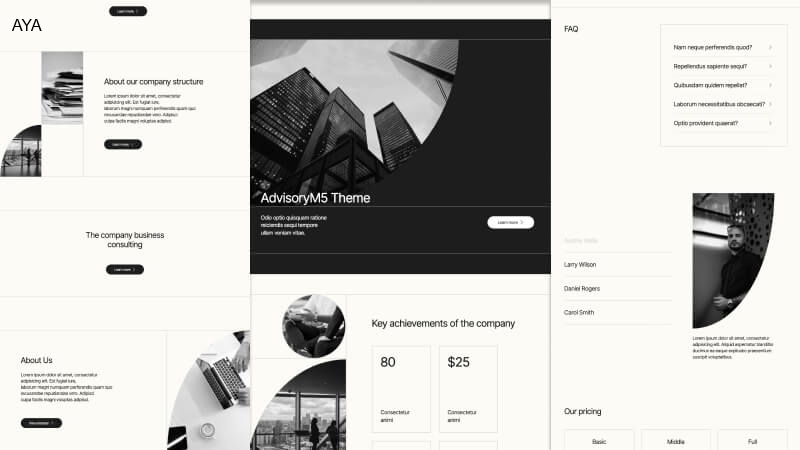 Learn more
AYA
About our company structure
Lorem ipsum dolor sit amet, consectetur
adipisicing elit. Est fugiat iure,
laborum magni numquam perferendis quam quo
recusandae repudiandae vero. Adipisci
culpa facilis magni voluptas adipisci.
Learn more
The company business
consulting
Learn more
About Us
Lorem ipsum dolor sit amet, consectetur
adipisicing elit. Est fugiat iure,
laborum magni numquam perferendis quam quo
recusandae repudiandae vero. Adipisci
culpa facilis magni voluptas adipisci.
AdvisoryM5 Theme
Odio optio quisquam ratione
reiciendis sequi tempore
ullam veniam vitae.
Learn more
Key achievements of the company
80
$25
Consectetur
animi
Consectetur
animi
FAQ
Nam neque perferendis quod?
Repellendus sapiente sequi?
Quibusdam quidem repellat?
Laborum necessitatibus obcaecati?
Optio provident quaerat?
Larry Wilson
Daniel Rogers
Carol Smith
Lorem ipsum dolor sit amet, consectetur
adipisicing elit. Aliquid aspernatur blanditiis
ducimus ea eaque explicabo praesentium
suscipit voluptatibus.
Our pricing
Basic
Middle
Full